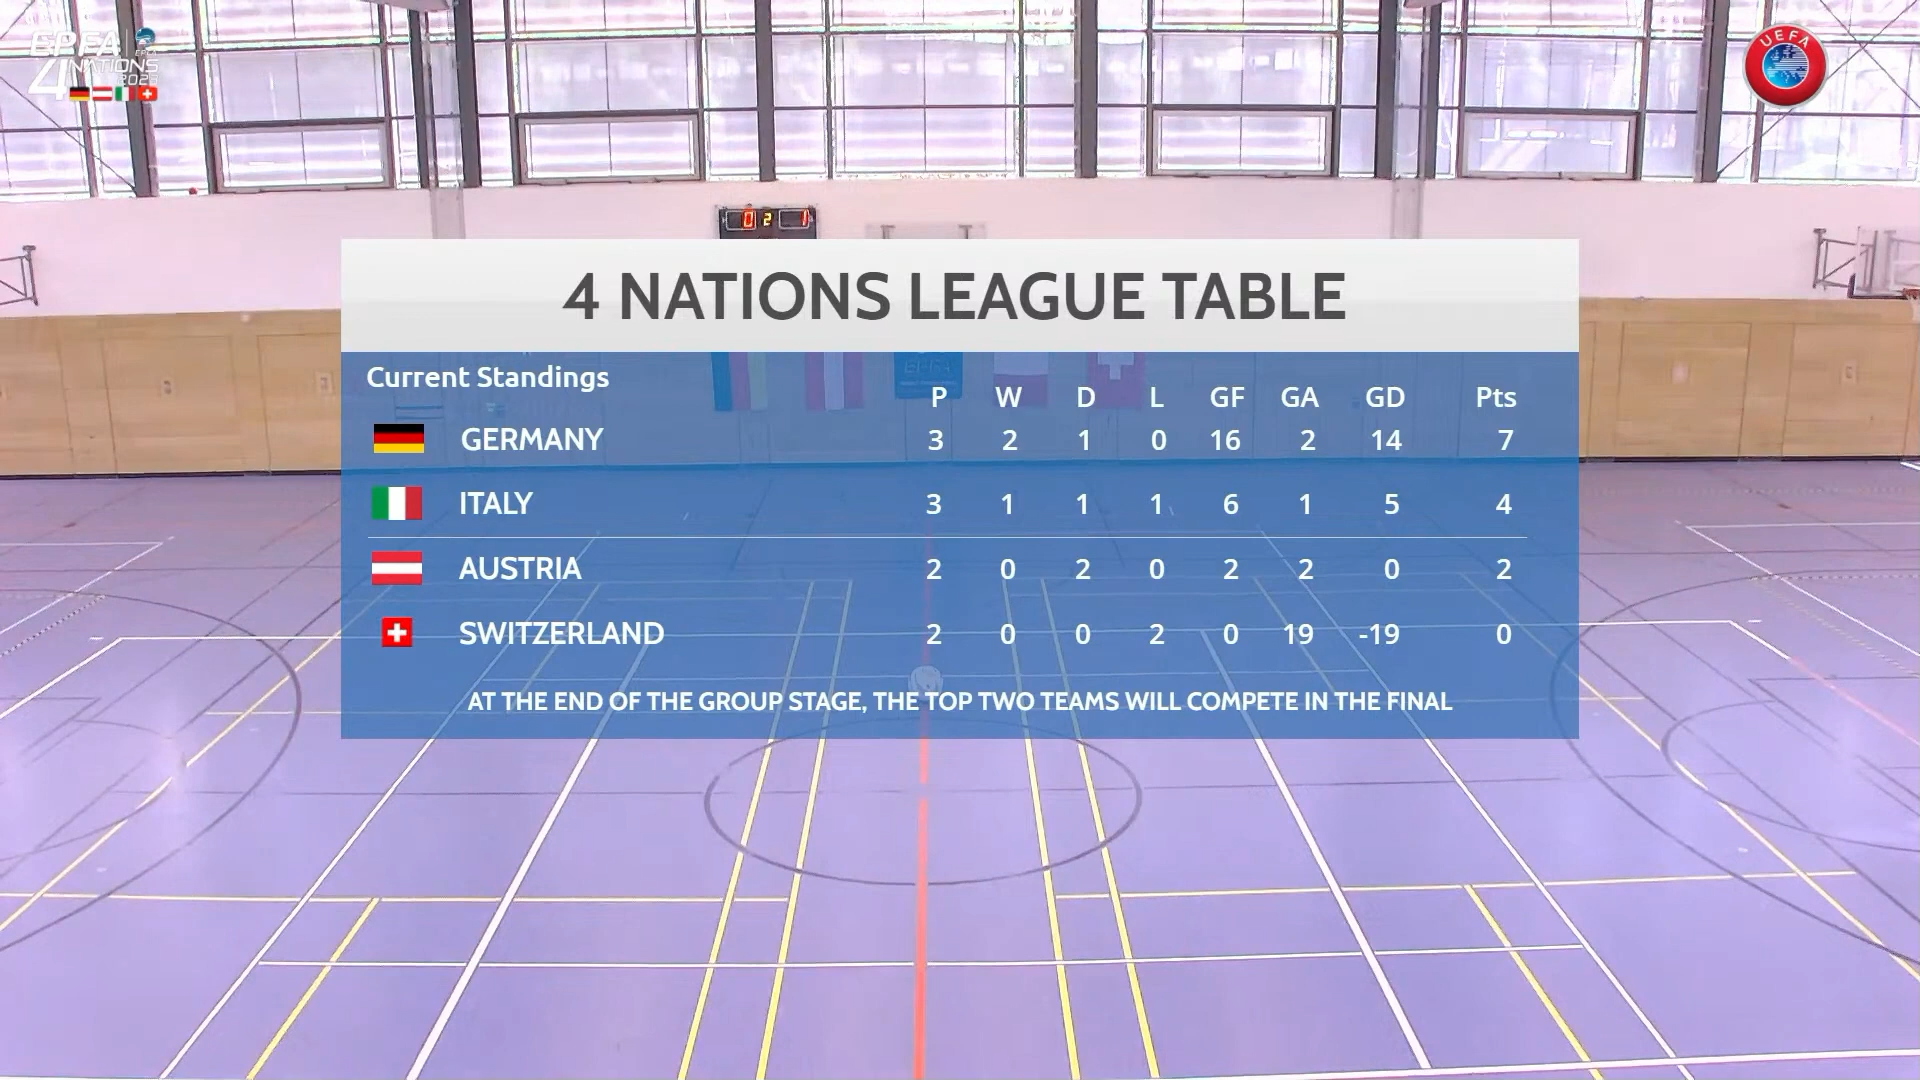 EPFA
4 NATIONS
UEFA
0 2 1
4 NATIONS LEAGUE TABLE
Current Standings
P W D L GF GA GD Pts
GERMANY 3 2 1 0 16 2 14 7
ITALY 3 1 1 1 6 1 5 4
AUSTRIA 2 0 2 0 2 2 0 2
SWITZERLAND 2 0 0 2 0 19 -19 0
AT THE END OF THE GROUP STAGE, THE TOP TWO TEAMS WILL COMPETE IN THE FINAL